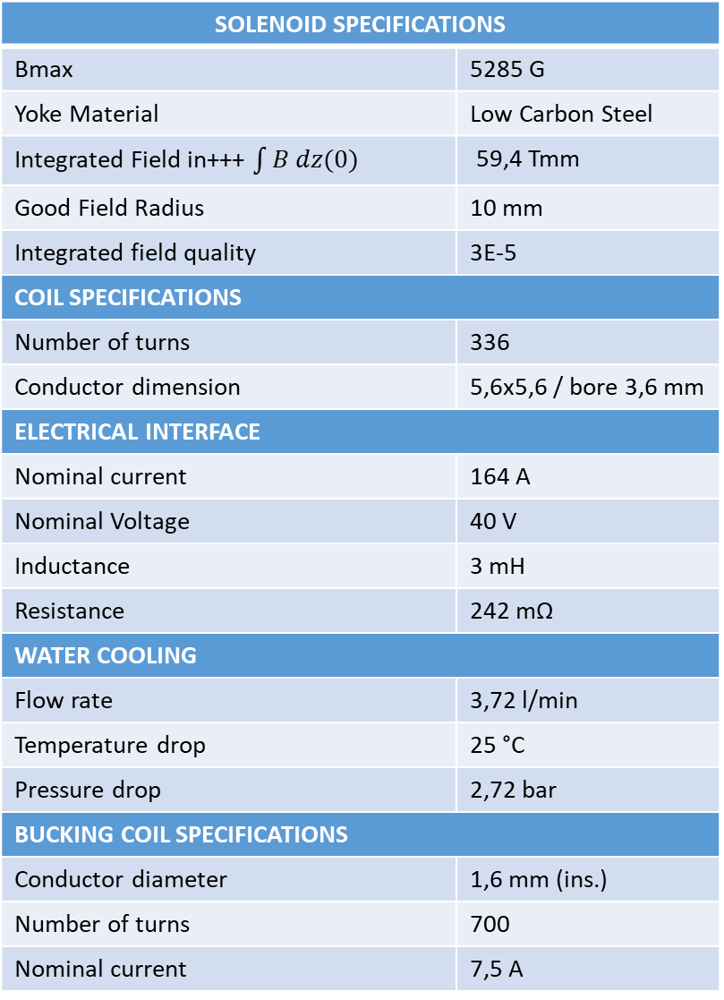 SOLENOID SPECIFICATIONS
Bmax 5285 G
Yoke Material Low Carbon Steel
Integrated Field in+++ ∫ B dz(0) 59,4 Tmm
Good Field Radius 10 mm
Integrated field quality 3E-5
COIL SPECIFICATIONS
Number of turns 336
Conductor dimension 5,6x5,6 / bore 3,6 mm
ELECTRICAL INTERFACE
Nominal current 164 A
Nominal Voltage 40 V
Inductance 3 mH
Resistance 242 mΩ
WATER COOLING
Flow rate 3,72 l/min
Temperature drop 25 °C
Pressure drop 2,72 bar
BUCKING COIL SPECIFICATIONS
Conductor diameter 1,6 mm (ins.)
Number of turns 700
Nominal current 7,5 A